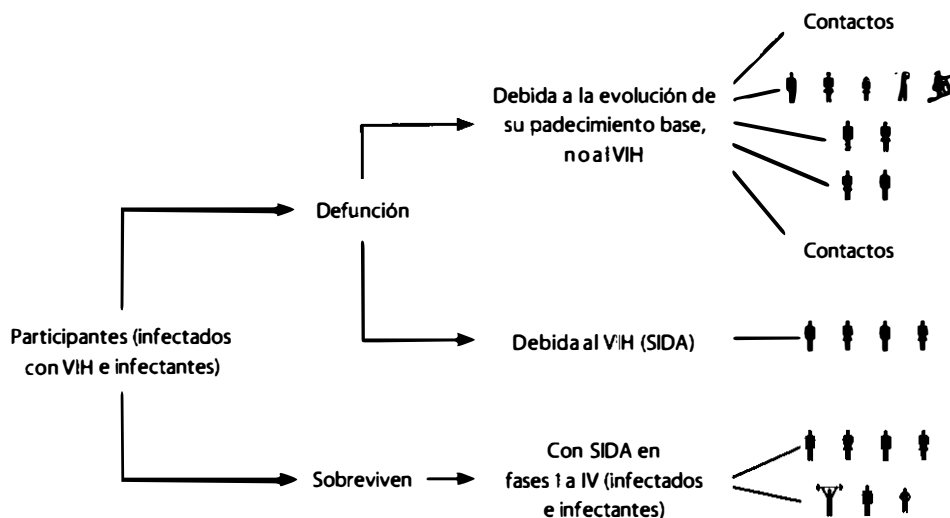 Contactos
Debida a la evolución de
su padecimiento base,
no al VIH
Defunción
Contactos
Participantes (infectados
con VIH e infectantes)
Debida al VIH (SIDA)
Sobreviven
Con SIDA en
fases I a IV (infectados
e infectantes)